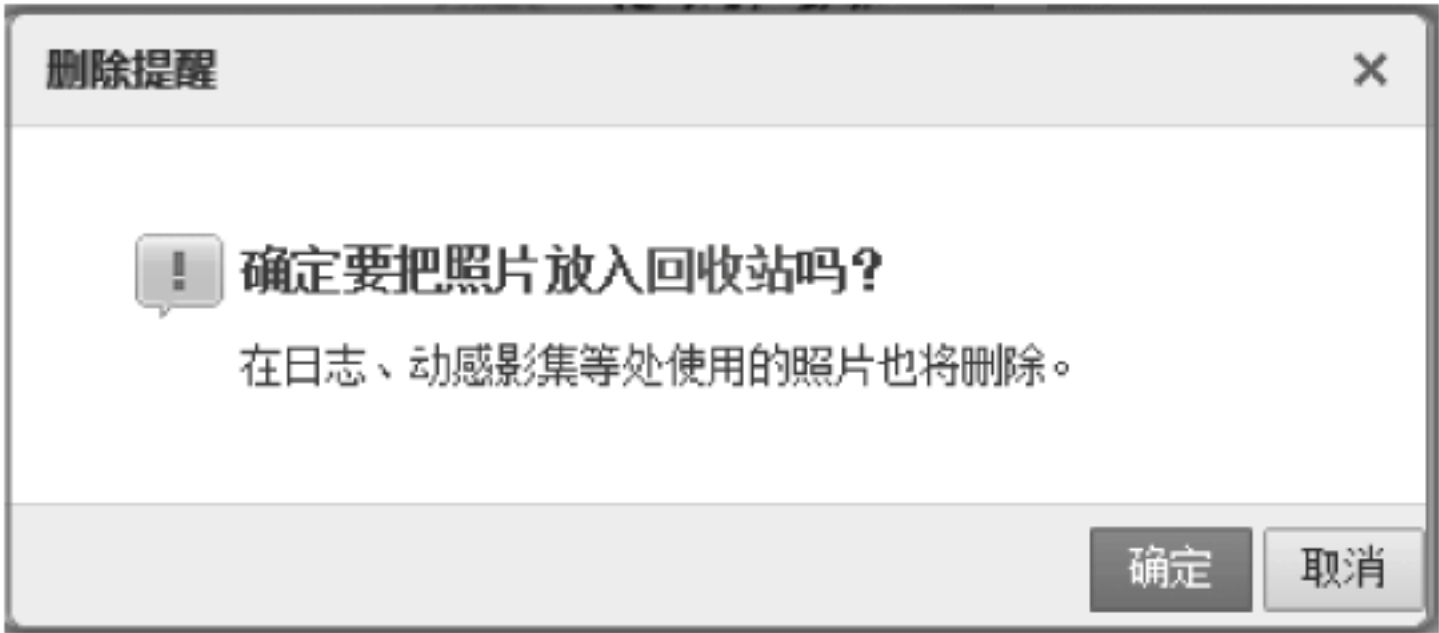 删除提醒
确定要把照片放入回收站吗?
在日志、动感影集等处使用的照片也将删除。
确定
取消